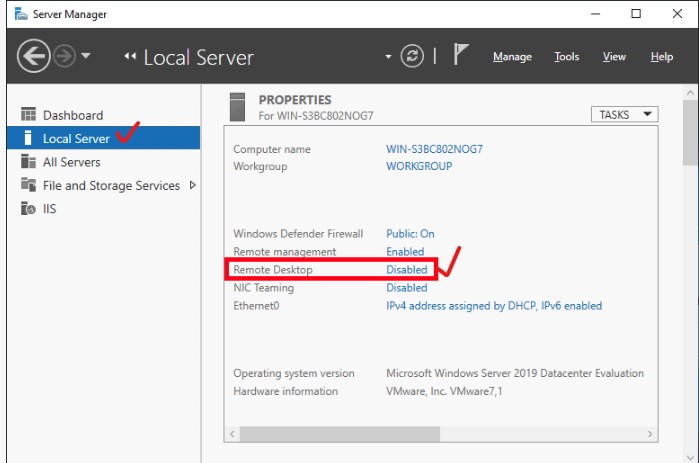 Server Manager
Local Server
Manage Tools View Help
Dashboard
Local Server
All Servers
File and Storage Services
IIS
PROPERTIES
For WIN-S3BC802NOG7
TASKS
Computer name WIN-S3BC802NOG7
Workgroup WORKGROUP
Windows Defender Firewall Public: On
Remote management Enabled
Remote Desktop Disabled
NIC Teaming Disabled
Ethernet0 IPv4 address assigned by DHCP, IPv6 enabled
Operating system version Microsoft Windows Server 2019 Datacenter Evaluation
Hardware information VMware, Inc. VMware7,1